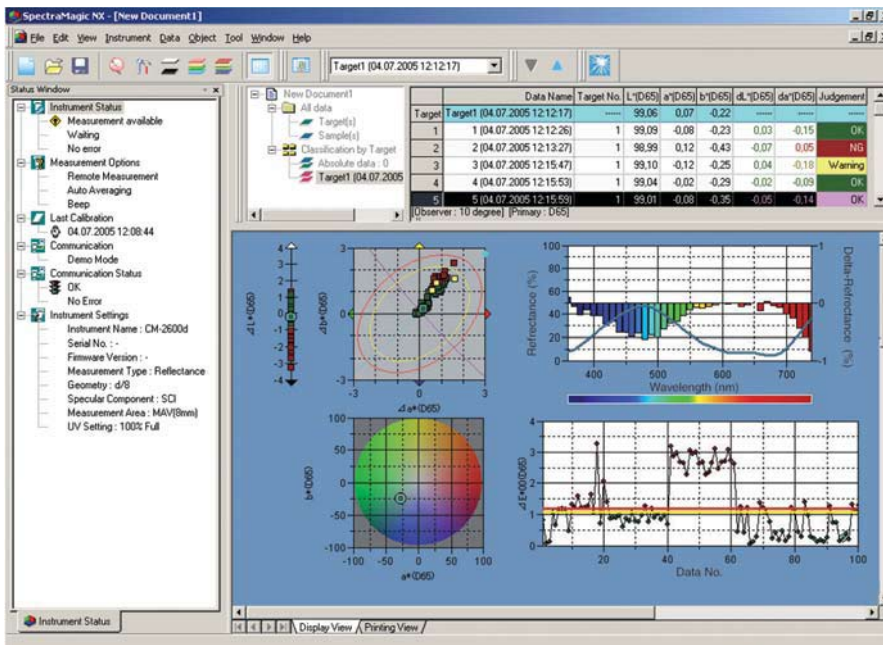 SpectraMagic NX - [New Document1]
File Edit View Instrument Data Object Tool Window Help
Target1 (04.07.2005 12:12:17)
Status Window
Instrument Status
Measurement available
Waiting
No error
Measurement Options
Remote Measurement
Auto Averaging
Beep
Last Calibration
04.07.2005 12:08:44
Communication
Demo Mode
Communication Status
OK
No Error
Instrument Settings
Instrument Name : CM-2600d
Serial No. : -
Firmware Version : -
Measurement Type : Reflectance
Geometry : d/8
Specular Component : SCI
Measurement Area : MAV(8mm)
UV Setting : 100% Full
Instrument Status
New Document1
All data
Target(s)
Sample(s)
Classification by Target
Absolute data : 0
Target1 (04.07.2005
Data Name Target No. L*(D65) a*(D65) b*(D65) dL*(D65) da*(D65) Judgement
Target Target1 (04.07.2005 12:12:17) ----- 99,06 0,07 -0,22 ----- ----- -----
1 1 (04.07.2005 12:12:26) 1 99,09 -0,08 -0,23 0,03 -0,15 OK
2 2 (04.07.2005 12:13:27) 1 98,99 0,12 -0,43 -0,07 0,05 NG
3 3 (04.07.2005 12:15:47) 1 99,10 -0,12 -0,25 0,04 -0,18 Warning
4 4 (04.07.2005 12:15:53) 1 99,04 -0,02 -0,29 -0,02 -0,09 OK
5 5 (04.07.2005 12:15:59) 1 99,01 -0,08 -0,35 -0,05 -0,14 OK
[Observer : 10 degree] [Primary : D65]
⊿L*(D65)
4
3
2
1
0
-1
-2
-3
-4
⊿b*(D65)
3
0
-3
-3 0 3
⊿a*(D65)
Refrectance (%)
100
80
60
40
20
0
Delta-Refrectance (%)
1
0
-1
400 500 600 700
Wavelength (nm)
b*(D65)
100
50
0
-50
-100
-100 -50 0 50 100
a*(D65)
⊿E*00(D65)
4
3
2
1
0
20 40 60 80 100
Data No.
Display View Printing View